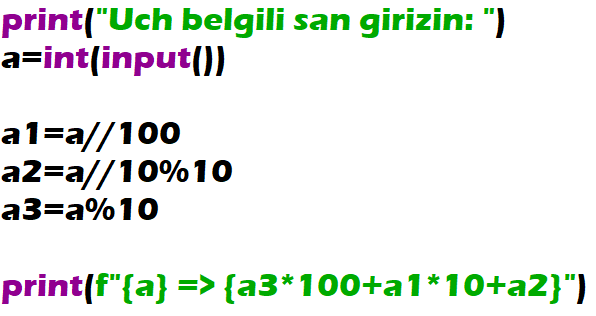 print("Uch belgili san girizin: ")
a=int(input())
a1=a//100
a2=a//10%10
a3=a%10
print(f"{a} => {a3*100+a1*10+a2}")